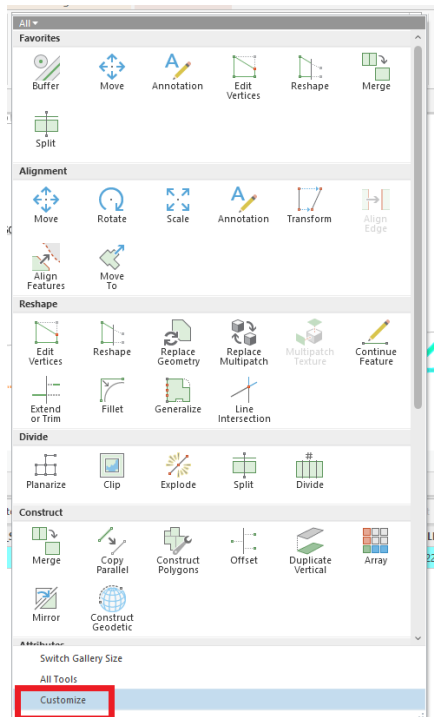 All
Favorites
Buffer Move Annotation Edit Vertices Reshape Merge
Split
Alignment
Move Rotate Scale Annotation Transform Align Edge
Align Features Move To
Reshape
Edit Vertices Reshape Replace Geometry Replace Multipatch Multipatch Texture Continue Feature
Extend or Trim Fillet Generalize Line Intersection
Divide
Planarize Clip Explode Split Divide
Construct
Merge Copy Parallel Construct Polygons Offset Duplicate Vertical Array
Mirror Construct Geodetic
Attributes
Switch Gallery Size
All Tools
Customize